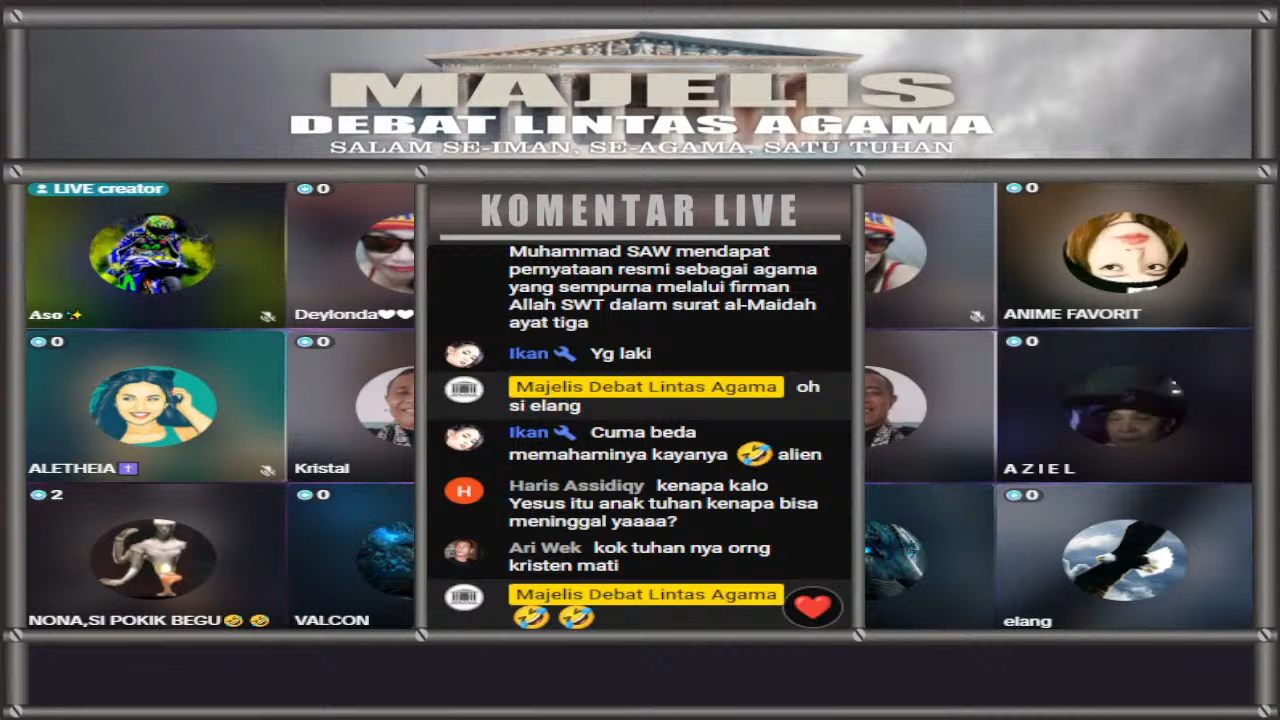 MAJELIS
DEBAT LINTAS AGAMA
SALAM SE-IMAN, SE-AGAMA, SATU TUHAN
LIVE creator
0
0
KOMENTAR LIVE
Muhammad SAW mendapat
pernyataan resmi sebagai agama
yang sempurna melalui firman
Allah SWT dalam surat al-Maidah
ayat tiga
Aso ✨
Deylonda🤍🤍
ANIME FAVORIT
0
0
0
Ikan 🔧 Yg laki
Majelis Debat Lintas Agama oh
si elang
Ikan 🔧 Cuma beda
memahaminya kayanya 🤣 alien
ALETHEIA ✝️
Kristal
A Z I E L
2
0
0
H
Haris Assidiqy kenapa kalo
Yesus itu anak tuhan kenapa bisa
meninggal yaaaa?
Ari Wek kok tuhan nya orng
kristen mati
Majelis Debat Lintas Agama
🤣 🤣
NONA,SI POKIK BEGU🤣 🤣
VALCON
elang